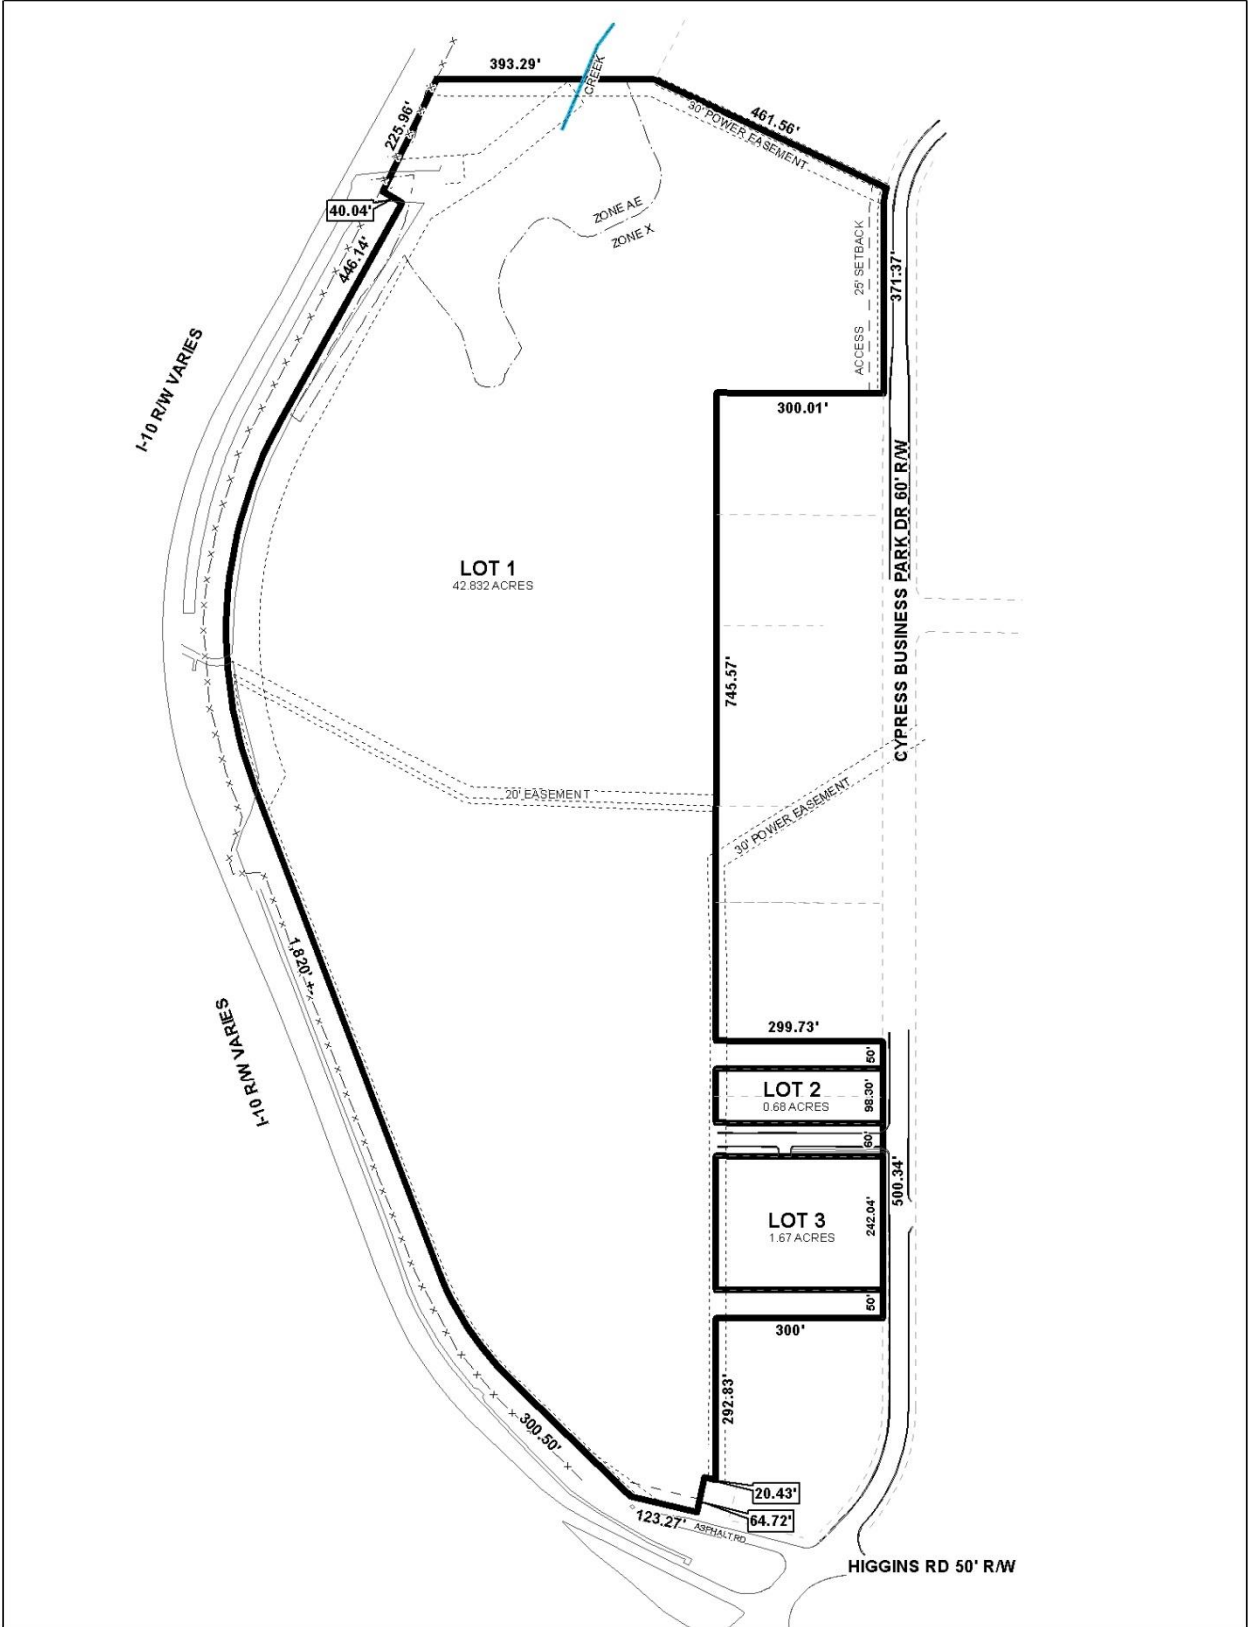 393.29'
CREEK
225.96'
461.56'
30' POWER EASEMENT
40.04'
ZONE AE
ZONE X
446.14'
ACCESS 25' SETBACK
371.37'
I-10 R/W VARIES
300.01'
LOT 1
42.832 ACRES
CYPRESS BUSINESS PARK DR 60' R/W
745.57'
20' EASEMENT
30' POWER EASEMENT
1,820' +-
I-10 R/W VARIES
299.73'
50'
LOT 2
0.68 ACRES
98.30'
60'
500.34'
LOT 3
1.67 ACRES
242.04'
50'
300'
292.83'
300.50'
20.43'
64.72'
123.27'
ASPHALT RD
HIGGINS RD 50' R/W